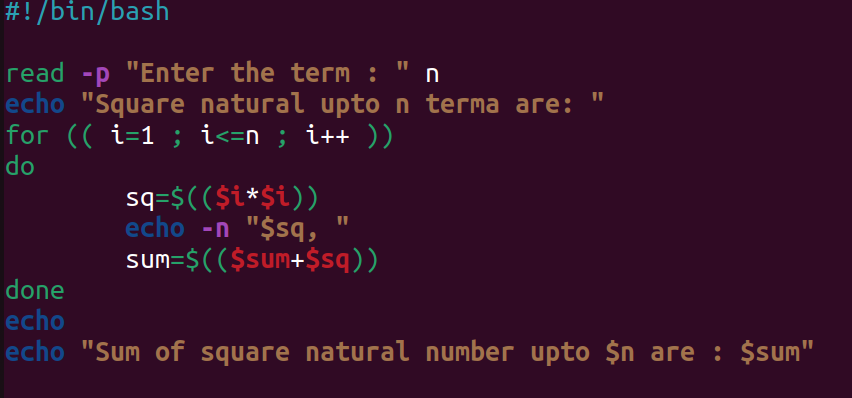 #!/bin/bash
read -p "Enter the term : " n
echo "Square natural upto n terma are: "
for (( i=1 ; i<=n ; i++ ))
do
sq=$(($i*$i))
echo -n "$sq, "
sum=$(($sum+$sq))
done
echo
echo "Sum of square natural number upto $n are : $sum"